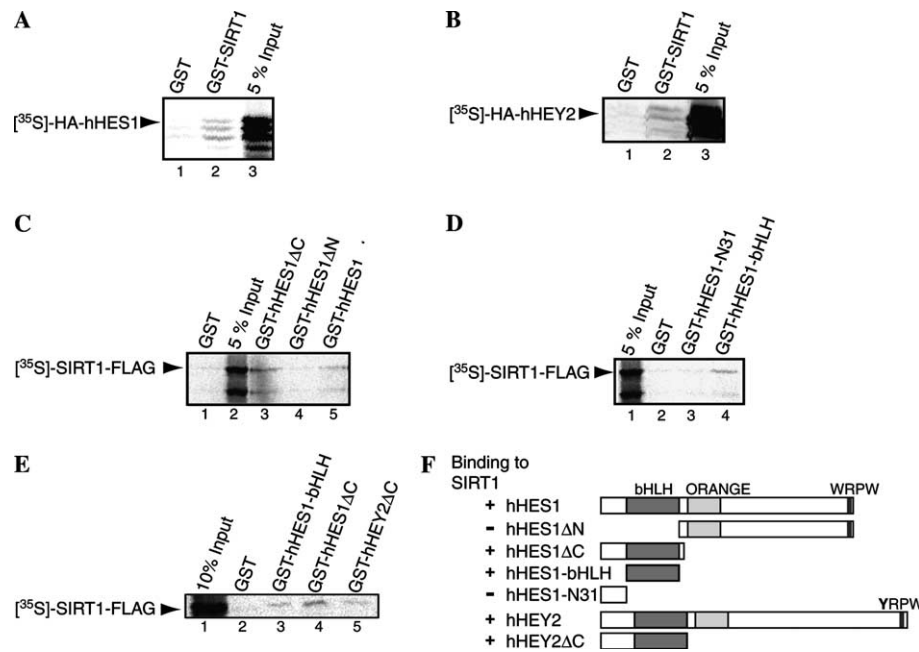 A
GST
GST-SIRT1
5 % Input
[35S]-HA-hHES1
1 2 3
B
GST
GST-SIRT1
5 % Input
[35S]-HA-hHEY2
1 2 3
C
GST
5 % Input
GST-hHES1ΔC
GST-hHES1ΔN
GST-hHES1
[35S]-SIRT1-FLAG
1 2 3 4 5
D
5 % Input
GST
GST-hHES1-N31
GST-hHES1-bHLH
[35S]-SIRT1-FLAG
1 2 3 4
E
10% Input
GST
GST-hHES1-bHLH
GST-hHES1ΔC
GST-hHEY2ΔC
[35S]-SIRT1-FLAG
1 2 3 4 5
F
Binding to
SIRT1
bHLH ORANGE WRPW
+ hHES1
- hHES1ΔN
+ hHES1ΔC
+ hHES1-bHLH
- hHES1-N31
YRPW
+ hHEY2
+ hHEY2ΔC